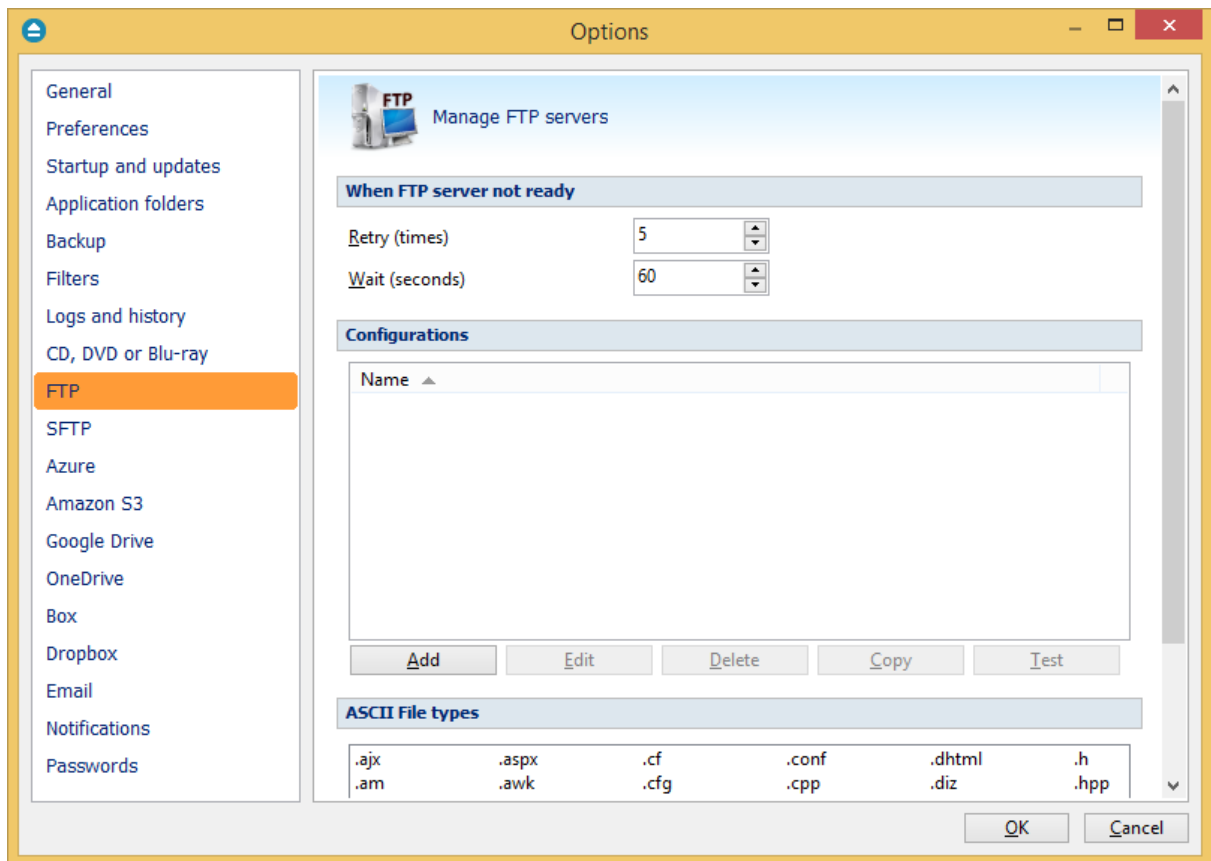 Options
General
Preferences
Startup and updates
Application folders
Backup
Filters
Logs and history
CD, DVD or Blu-ray
FTP
SFTP
Azure
Amazon S3
Google Drive
OneDrive
Box
Dropbox
Email
Notifications
Passwords
FTP
Manage FTP servers
When FTP server not ready
Retry (times) 5
Wait (seconds) 60
Configurations
Name
Add Edit Delete Copy Test
ASCII File types
.ajx .aspx .cf .conf .dhtml .h
.am .awk .cfg .cpp .diz .hpp
OK Cancel